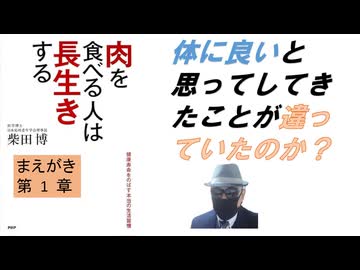 肉を
食べる人は
長生き
する
医学博士
日本応用老年学会理事長
柴田 博
健康寿命をのばす本当の生活習慣
PHP
まえがき
第 1 章
体に良いと
思ってしてき
たことが違っ
ていたのか？